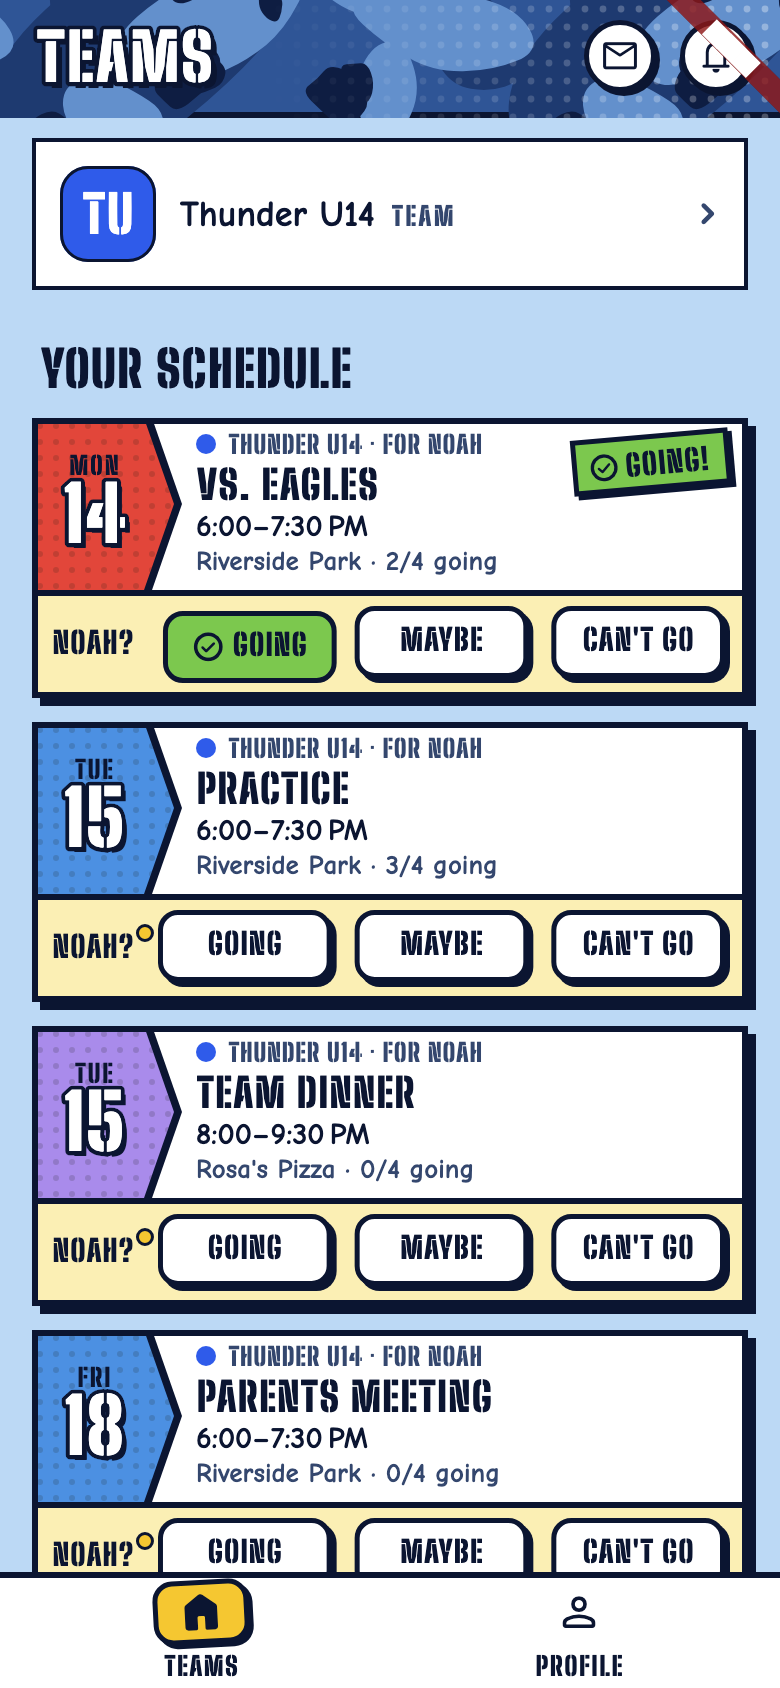 TEAMS
TU
Thunder U14 TEAM
YOUR SCHEDULE
MON
14
THUNDER U14 · FOR NOAH
VS. EAGLES
6:00–7:30 PM
Riverside Park · 2/4 going
GOING!
NOAH?
GOING
MAYBE
CAN'T GO
TUE
15
THUNDER U14 · FOR NOAH
PRACTICE
6:00–7:30 PM
Riverside Park · 3/4 going
NOAH?
GOING
MAYBE
CAN'T GO
TUE
15
THUNDER U14 · FOR NOAH
TEAM DINNER
8:00–9:30 PM
Rosa's Pizza · 0/4 going
NOAH?
GOING
MAYBE
CAN'T GO
FRI
18
THUNDER U14 · FOR NOAH
PARENTS MEETING
6:00–7:30 PM
Riverside Park · 0/4 going
NOAH?
GOING
MAYBE
CAN'T GO
TEAMS
PROFILE